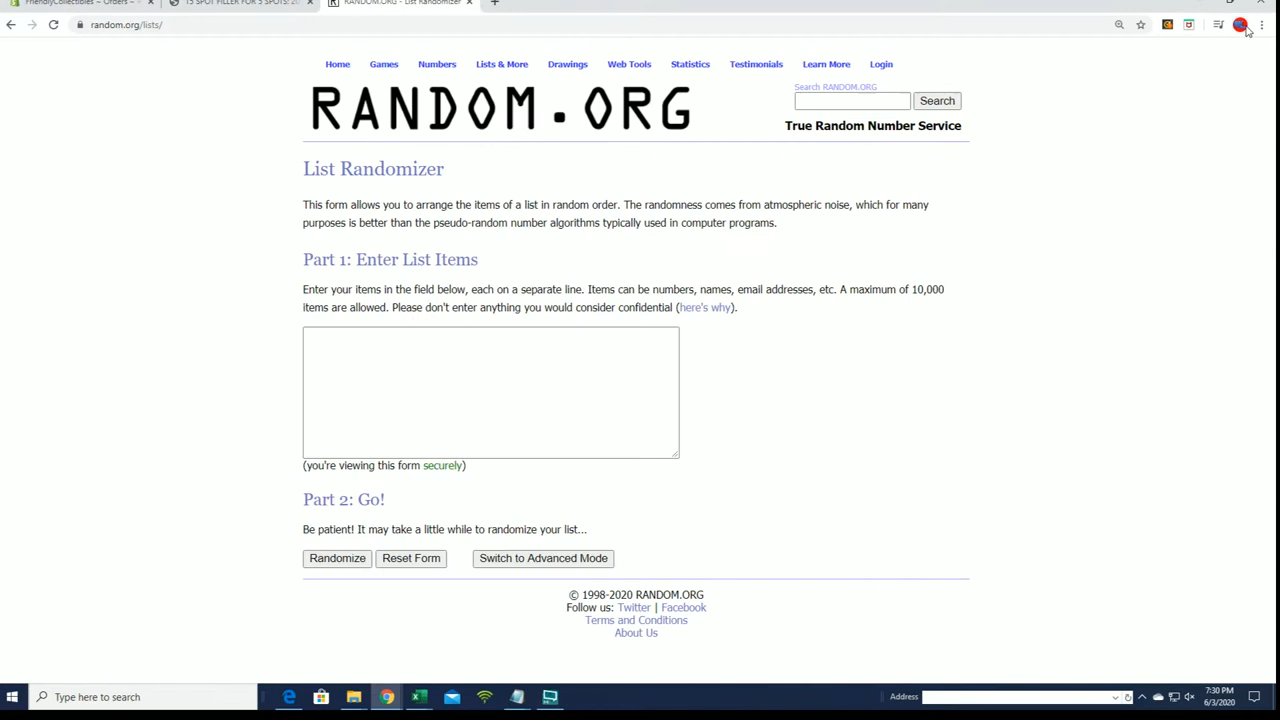 FriendlyCollectibles – Orders –
15 SPOT FILLER FOR 5 SPOTS:
RANDOM.ORG - List Randomizer
random.org/lists/
Home Games Numbers Lists & More Drawings Web Tools Statistics Testimonials Learn More Login
Search RANDOM.ORG
RANDOM.ORG
Search
True Random Number Service
List Randomizer
This form allows you to arrange the items of a list in random order. The randomness comes from atmospheric noise, which for many
purposes is better than the pseudo-random number algorithms typically used in computer programs.
Part 1: Enter List Items
Enter your items in the field below, each on a separate line. Items can be numbers, names, email addresses, etc. A maximum of 10,000
items are allowed. Please don't enter anything you would consider confidential (here's why).
(you're viewing this form securely)
Part 2: Go!
Be patient! It may take a little while to randomize your list...
Randomize Reset Form Switch to Advanced Mode
© 1998-2020 RANDOM.ORG
Follow us: Twitter | Facebook
Terms and Conditions
About Us
Type here to search
Address
7:30 PM
6/3/2020